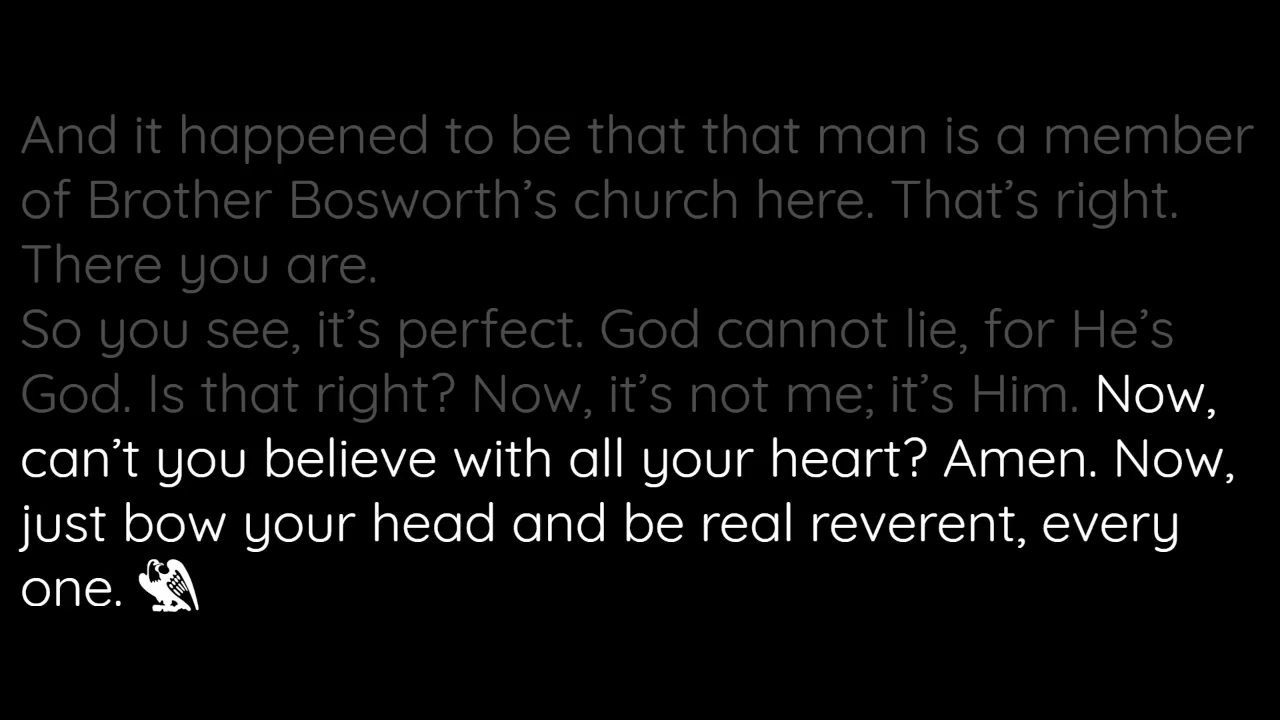 And it happened to be that that man is a member
of Brother Bosworth’s church here. That’s right.
There you are.
So you see, it’s perfect. God cannot lie, for He’s
God. Is that right? Now, it’s not me; it’s Him. Now,
can’t you believe with all your heart? Amen. Now,
just bow your head and be real reverent, every
one.